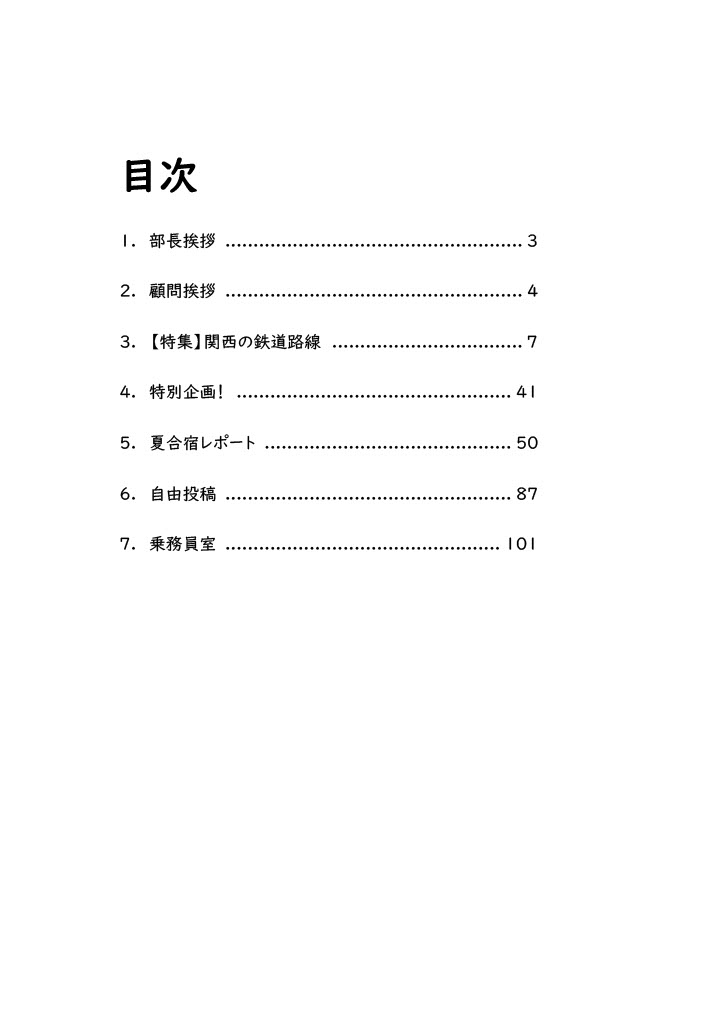 目次
1. 部長挨拶 ..................................................... 3
2. 顧問挨拶 ..................................................... 4
3. 【特集】関西の鉄道路線 .................................. 7
4. 特別企画! ................................................. 41
5. 夏合宿レポート ............................................ 50
6. 自由投稿 ................................................... 87
7. 乗務員室 ................................................. 101